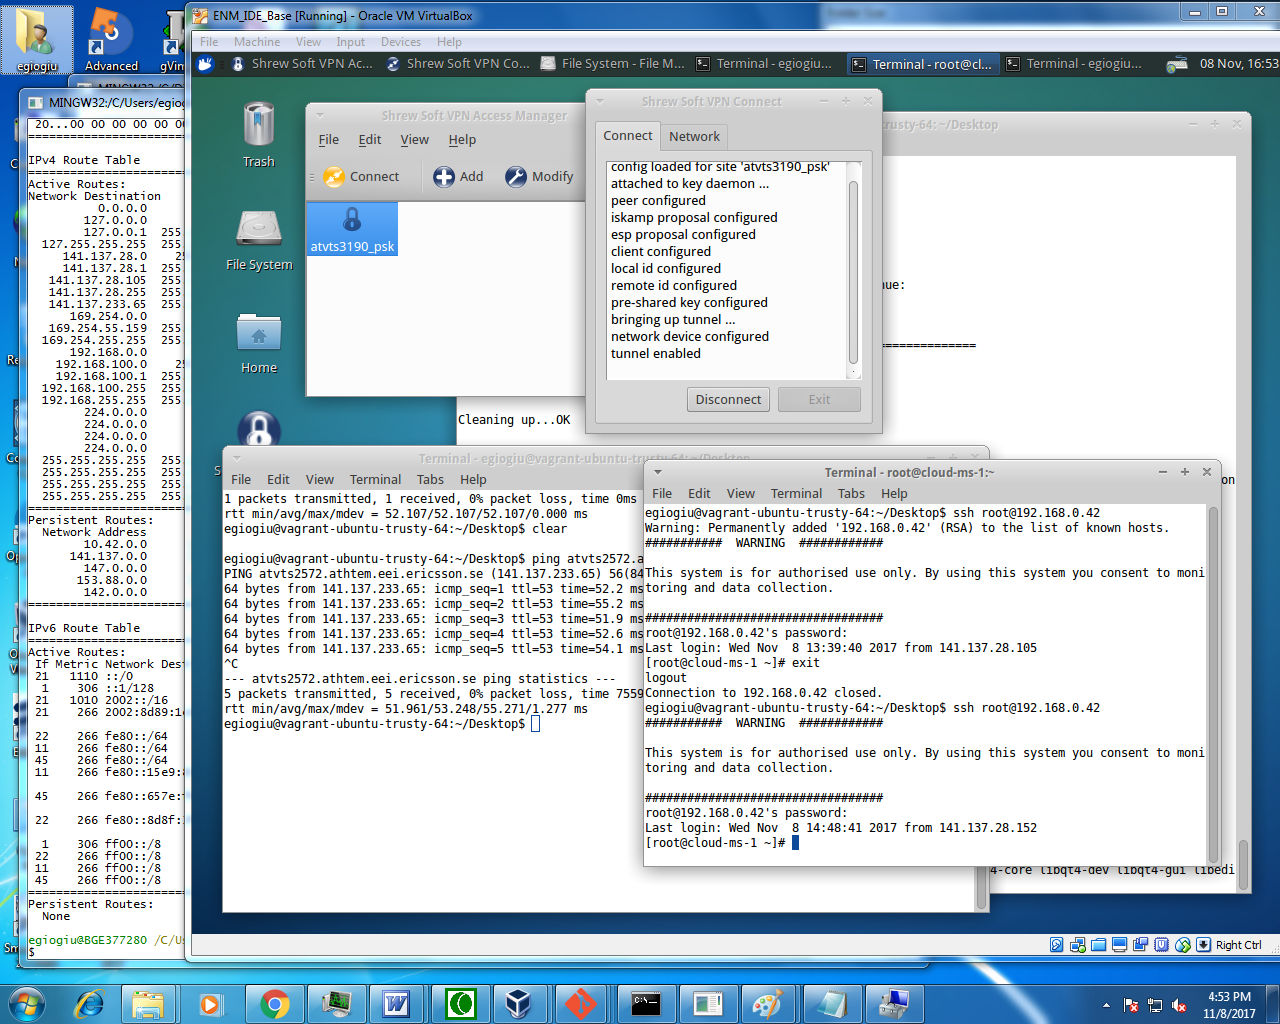 ENM_IDE_Base [Running] - Oracle VM VirtualBox
File Machine View Input Devices Help
Shrew Soft VPN Ac...
Shrew Soft VPN Co...
File System - File M...
Terminal - egiogiu@...
Terminal - root@cl...
Terminal - egiogiu@...
08 Nov, 16:53
egiogiu
Advanced
gVim
MINGW32:/C/Users/egiog
20...00 00 00 00 00 00
IPv4 Route Table
Active Routes:
Network Destination
0.0.0.0
127.0.0.0
127.0.0.1 255
127.255.255.255 255
141.137.28.0 25
141.137.28.1 255
141.137.28.105 255
141.137.28.255 255
141.137.233.65 255
169.254.0.0
169.254.55.159 255
169.254.255.255 255
192.168.0.0
192.168.100.0 25
192.168.100.1 255
192.168.100.255 255
192.168.255.255 255
224.0.0.0
224.0.0.0
224.0.0.0
224.0.0.0
255.255.255.255 255
255.255.255.255 255
255.255.255.255 255
255.255.255.255 255
Persistent Routes:
Network Address
10.42.0.0
141.137.0.0
147.0.0.0
153.88.0.0
142.0.0.0
IPv6 Route Table
Active Routes:
If Metric Network Dest
21 1110 ::/0
1 306 ::1/128
21 1010 2002::/16
21 266 2002:8d89:1c
22 266 fe80::/64
11 266 fe80::/64
45 266 fe80::/64
11 266 fe80::15e9:
45 266 fe80::657e:
22 266 fe80::8d8f:
1 306 ff00::/8
22 266 ff00::/8
11 266 ff00::/8
45 266 ff00::/8
Persistent Routes:
None
egiogiu@BGE377280 /C/Us
$
Trash
File System
Home
Shrew Soft VPN Access Manager
File Edit View Help
Connect Add Modify
atvts3190_psk
Shrew Soft VPN Connect
Connect Network
config loaded for site 'atvts3190_psk'
attached to key daemon ...
peer configured
iskamp proposal configured
esp proposal configured
client configured
local id configured
remote id configured
pre-shared key configured
bringing up tunnel ...
network device configured
tunnel enabled
Disconnect Exit
trusty-64: ~/Desktop
nue:
==============
Cleaning up...OK
on
4-core libqt4-dev libqt4-gui libedi
Terminal - egiogiu@vagrant-ubuntu-trusty-64: ~/Desktop
File Edit View Terminal Tabs Help
1 packets transmitted, 1 received, 0% packet loss, time 0ms
rtt min/avg/max/mdev = 52.107/52.107/52.107/0.000 ms
egiogiu@vagrant-ubuntu-trusty-64:~/Desktop$ clear
egiogiu@vagrant-ubuntu-trusty-64:~/Desktop$ ping atvts2572.a
PING atvts2572.athtem.eei.ericsson.se (141.137.233.65) 56(84
64 bytes from 141.137.233.65: icmp_seq=1 ttl=53 time=52.2 ms
64 bytes from 141.137.233.65: icmp_seq=2 ttl=53 time=55.2 ms
64 bytes from 141.137.233.65: icmp_seq=3 ttl=53 time=51.9 ms
64 bytes from 141.137.233.65: icmp_seq=4 ttl=53 time=52.6 ms
64 bytes from 141.137.233.65: icmp_seq=5 ttl=53 time=54.1 ms
^C
--- atvts2572.athtem.eei.ericsson.se ping statistics ---
5 packets transmitted, 5 received, 0% packet loss, time 7559
rtt min/avg/max/mdev = 51.961/53.248/55.271/1.277 ms
egiogiu@vagrant-ubuntu-trusty-64:~/Desktop$
Terminal - root@cloud-ms-1:~
File Edit View Terminal Tabs Help
egiogiu@vagrant-ubuntu-trusty-64:~/Desktop$ ssh root@192.168.0.42
Warning: Permanently added '192.168.0.42' (RSA) to the list of known hosts.
########### WARNING ############
This system is for authorised use only. By using this system you consent to moni
toring and data collection.
##################################
root@192.168.0.42's password:
Last login: Wed Nov 8 13:39:40 2017 from 141.137.28.105
[root@cloud-ms-1 ~]# exit
logout
Connection to 192.168.0.42 closed.
egiogiu@vagrant-ubuntu-trusty-64:~/Desktop$ ssh root@192.168.0.42
########### WARNING ############
This system is for authorised use only. By using this system you consent to moni
toring and data collection.
##################################
root@192.168.0.42's password:
Last login: Wed Nov 8 14:48:41 2017 from 141.137.28.152
[root@cloud-ms-1 ~]#
Right Ctrl
4:53 PM
11/8/2017